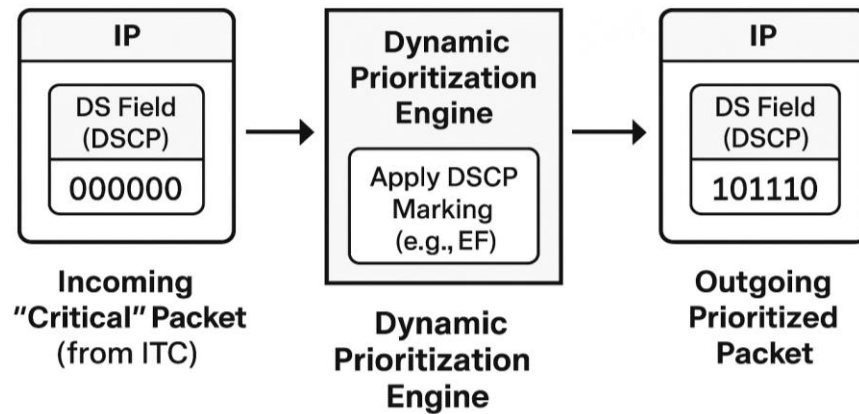 IP
DS Field
(DSCP)
000000
Incoming
"Critical" Packet
(from ITC)
Dynamic
Prioritization
Engine
Apply DSCP
Marking
(e.g., EF)
Dynamic
Prioritization
Engine
IP
DS Field
(DSCP)
101110
Outgoing
Prioritized
Packet